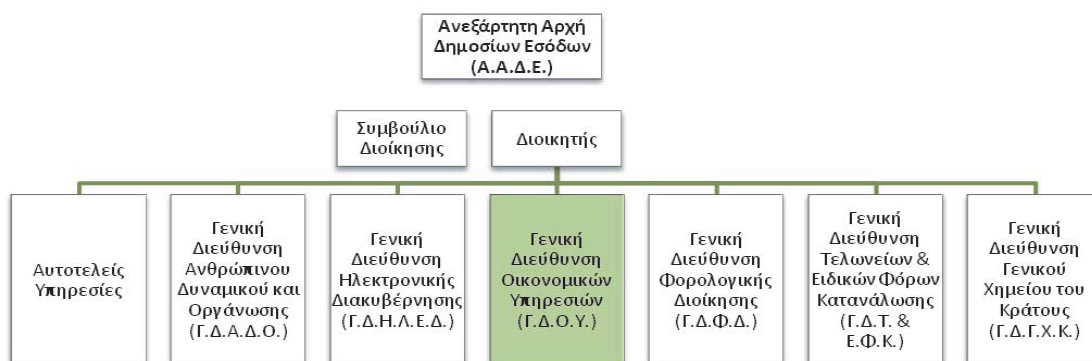 Ανεξάρτητη Αρχή
Δημοσίων Εσόδων
(Α.Α.Δ.Ε.)
Συμβούλιο
Διοίκησης
Διοικητής
Αυτοτελείς
Υπηρεσίες
Γενική
Διεύθυνση
Ανθρώπινου
Δυναμικού και
Οργάνωσης
(Γ.Δ.Α.Δ.Ο.)
Γενική
Διεύθυνση
Ηλεκτρονικής
Διακυβέρνησης
(Γ.Δ.Η.Λ.Ε.Δ.)
Γενική
Διεύθυνση
Οικονομικών
Υπηρεσιών
(Γ.Δ.Ο.Υ.)
Γενική
Διεύθυνση
Φορολογικής
Διοίκησης
(Γ.Δ.Φ.Δ.)
Γενική
Διεύθυνση
Τελωνείων &
Ειδικών Φόρων
Κατανάλωσης
(Γ.Δ.Τ. &
Ε.Φ.Κ.)
Γενική
Διεύθυνση
Γενικού
Χημείου του
Κράτους
(Γ.Δ.Γ.Χ.Κ.)